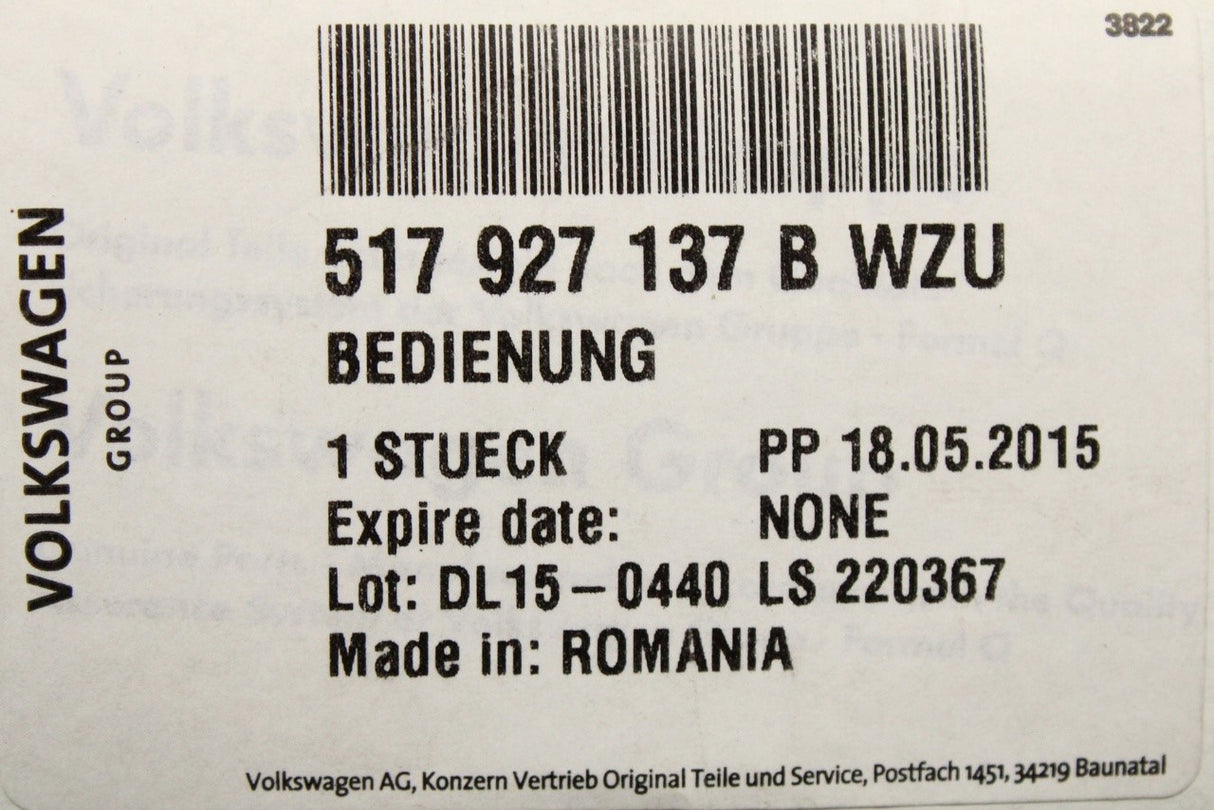 3822
VOLKSWAGEN
GROUP
517 927 137 B WZU
BEDIENUNG
1 STUECK PP 18.05.2015
Expire date: NONE
Lot: DL15-0440 LS 220367
Made in: ROMANIA
Volkswagen AG, Konzern Vertrieb Original Teile und Service, Postfach 1451, 34219 Baunatal